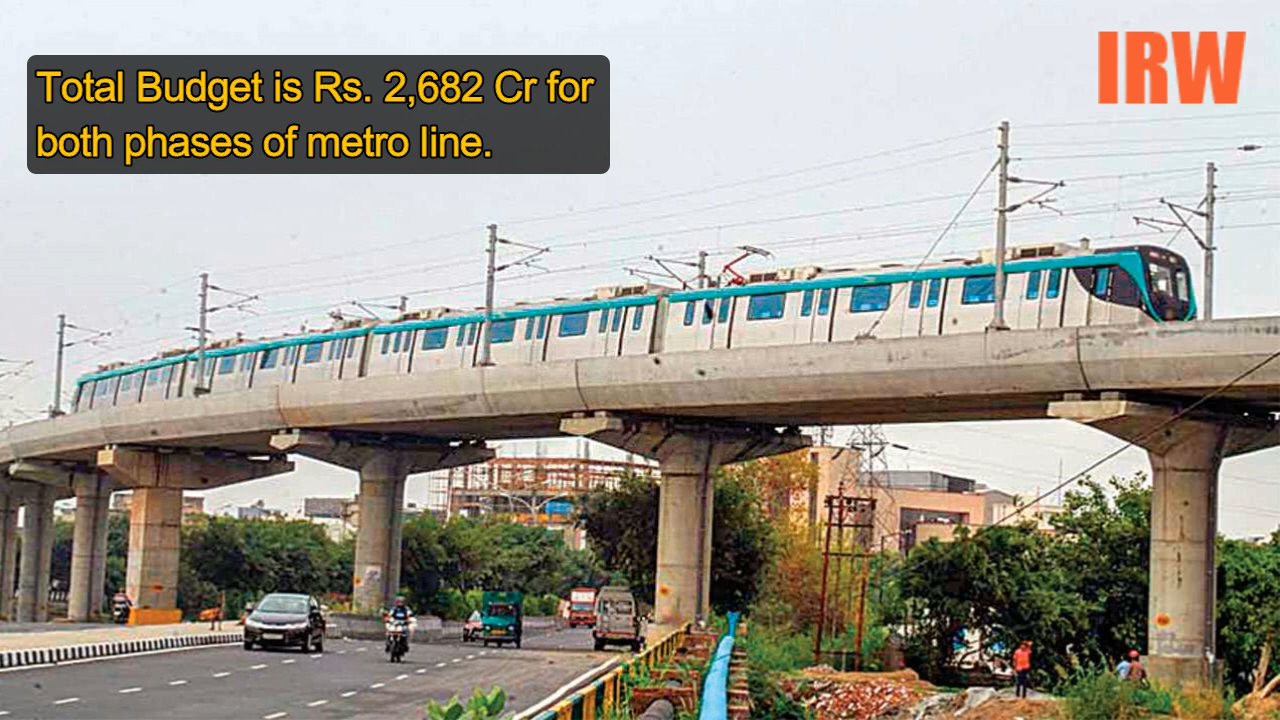 Total Budget is Rs. 2,682 Cr for
both phases of metro line.
IRW